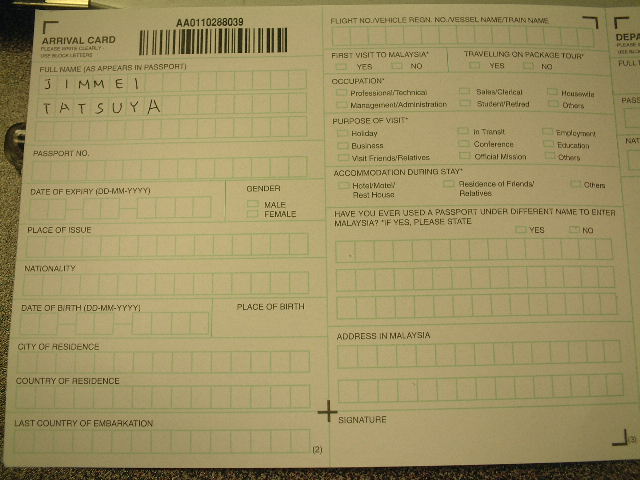 ARRIVAL CARD
PLEASE WRITE CLEARLY
USE BLOCK LETTERS
AA0110288039
FULL NAME (AS APPEARS IN PASSPORT)
JIMMEI
TATSUYA
PASSPORT NO.
DATE OF EXPIRY (DD-MM-YYYY)
GENDER
MALE
FEMALE
PLACE OF ISSUE
NATIONALITY
DATE OF BIRTH (DD-MM-YYYY)
PLACE OF BIRTH
CITY OF RESIDENCE
COUNTRY OF RESIDENCE
LAST COUNTRY OF EMBARKATION
(2)
FLIGHT NO./VEHICLE REGN. NO./VESSEL NAME/TRAIN NAME
FIRST VISIT TO MALAYSIA*
YES NO
TRAVELLING ON PACKAGE TOUR*
YES NO
OCCUPATION*
Professional/Technical Sales/Clerical Housewife
Management/Administration Student/Retired Others
PURPOSE OF VISIT*
Holiday in Transit Employment
Business Conference Education
Visit Friends/Relatives Official Mission Others
ACCOMMODATION DURING STAY*
Hotel/Motel/ Residence of Friends/ Others
Rest House Relatives
HAVE YOU EVER USED A PASSPORT UNDER DIFFERENT NAME TO ENTER
MALAYSIA? *IF YES, PLEASE STATE
YES NO
ADDRESS IN MALAYSIA
SIGNATURE
(3)